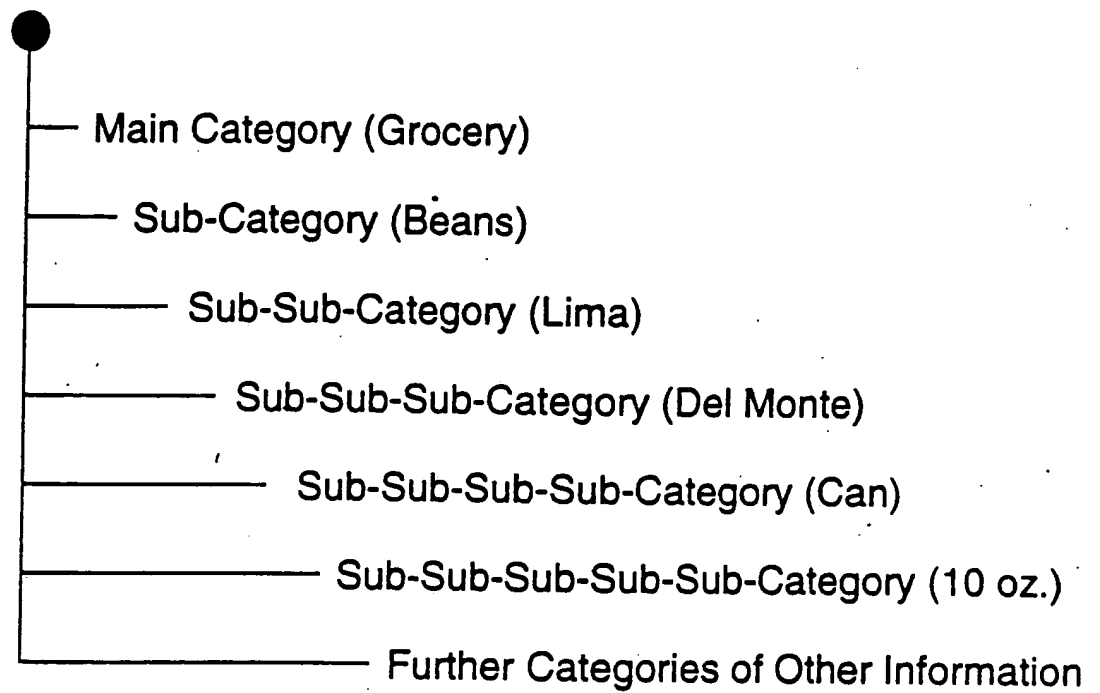 Main Category (Grocery)
Sub-Category (Beans)
Sub-Sub-Category (Lima)
Sub-Sub-Sub-Category (Del Monte)
Sub-Sub-Sub-Sub-Category (Can)
Sub-Sub-Sub-Sub-Sub-Category (10 oz.)
Further Categories of Other Information